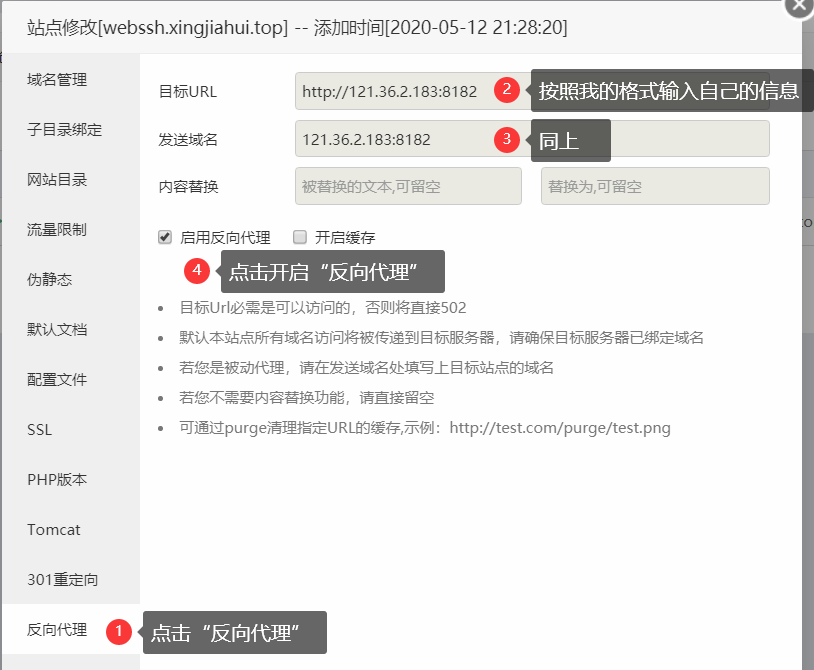 站点修改[webssh.xingjiahui.top] -- 添加时间[2020-05-12 21:28:20]
域名管理
子目录绑定
网站目录
流量限制
伪静态
默认文档
配置文件
SSL
PHP版本
Tomcat
301重定向
反向代理
1 点击“反向代理”
目标URL http://121.36.2.183:8182 2 按照我的格式输入自己的信息
发送域名 121.36.2.183:8182 3 同上
内容替换 被替换的文本,可留空 替换为,可留空
启用反向代理 开启缓存
4 点击开启“反向代理”
目标Url必需是可以访问的，否则将直接502
默认本站点所有域名访问将被传递到目标服务器，请确保目标服务器已绑定域名
若您是被动代理，请在发送域名处填写上目标站点的域名
若您不需要内容替换功能，请直接留空
可通过purge清理指定URL的缓存,示例：http://test.com/purge/test.png